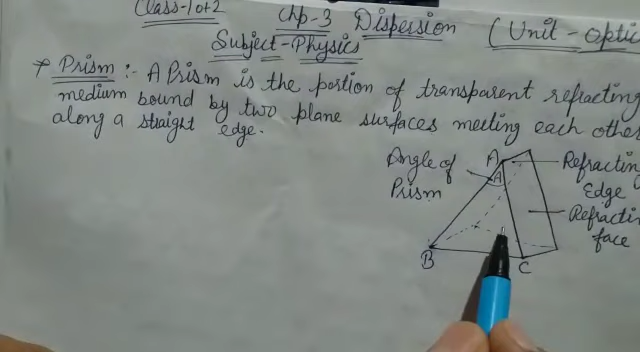 Class-10+2 Chp-3 Dispersion (Unit-Optic
Subject-Physics
* Prism:- A Prism is the portion of transparent refracting
medium bound by two plane surfaces meeting each other
along a straight edge.
Angle of
Prism
A
A
Refracting
Edge
Refractin
face
B
C